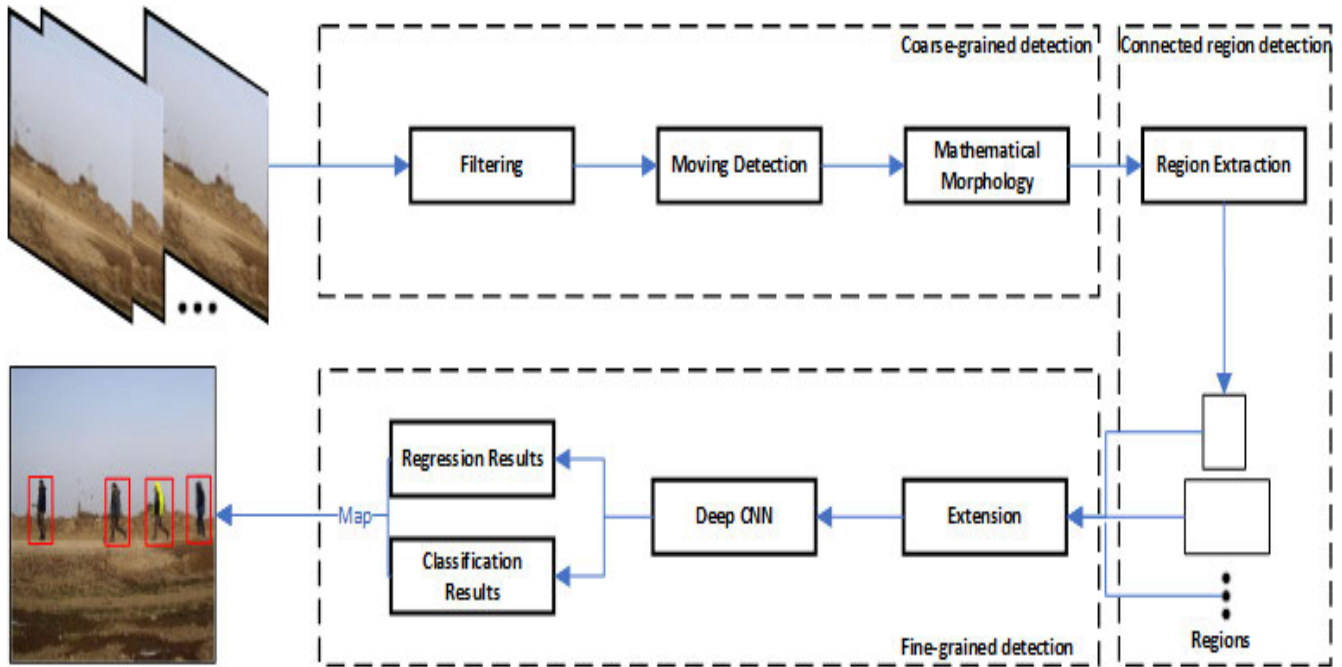 Coarse-grained detection
Connected region detection
Filtering
Moving Detection
Mathematical
Morphology
Region Extraction
Regression Results
Map
Deep CNN
Extension
Classification
Results
Regions
Fine-grained detection